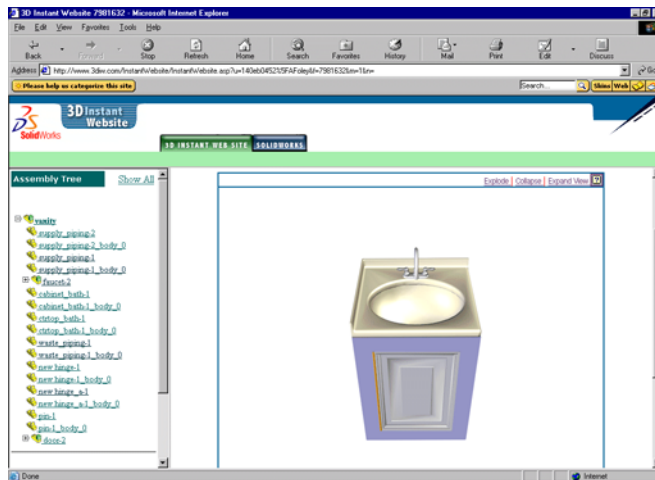 3D Instant Website 7981632 - Microsoft Internet Explorer
File Edit View Favorites Tools Help
Back Forward Stop Refresh Home Search Favorites History Mail Print Edit Discuss
Address
Go
Please help us categorize this site
Search...
Skins Web
3D Instant
Website
SolidWorks
3D INSTANT WEB SITE SOLIDWORKS
Assembly Tree Show All
Explode | Collapse | Expand View
vanity
supply_piping-2
supply_piping-2_body_0
supply_piping-1
supply_piping-1_body_0
faucet-2
cabinet_bath-1
cabinet_bath-1_body_0
ctrtop_bath-1
ctrtop_bath-1_body_0
waste_piping-1
waste_piping-1_body_0
new hinge-1
new hinge-1_body_0
new hinge_a-1
new hinge_a-1_body_0
pin-1
pin-1_body_0
door-2
Done Internet